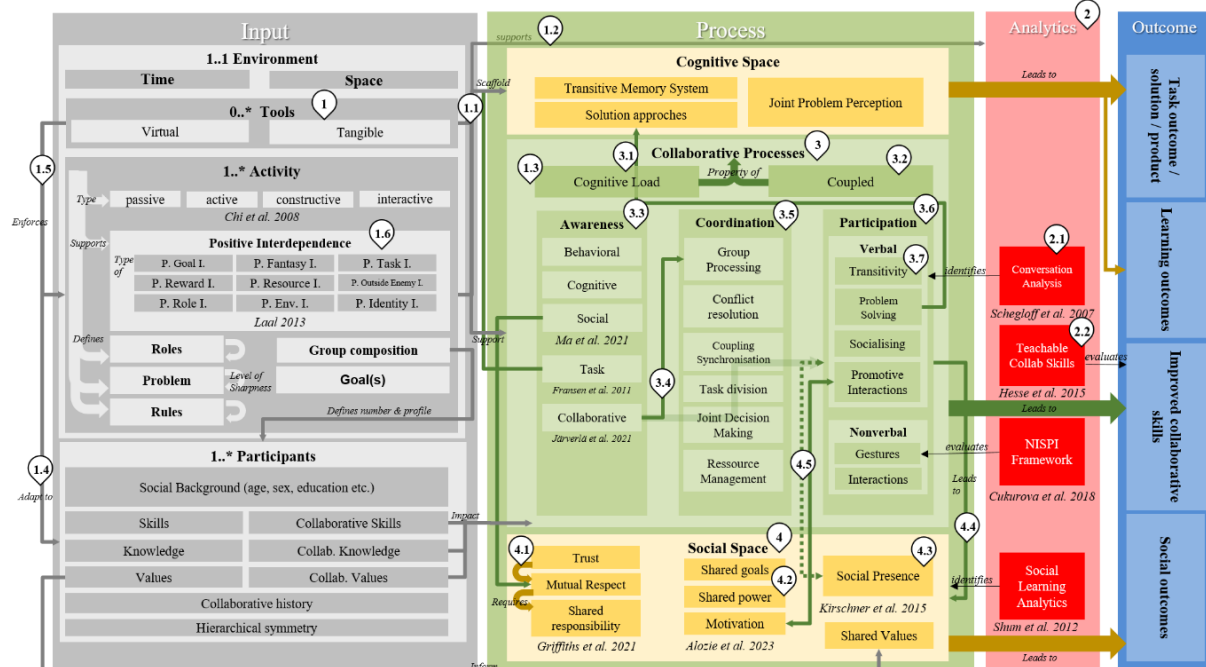 Input
1..1 Environment
Time
Space
0..* Tools
1
Virtual
Tangible
1.5
Enforces
1..* Activity
Type
passive
active
constructive
interactive
Chi et al. 2008
Supports
Positive Interdependence
1.6
Type
of
P. Goal I.
P. Fantasy I.
P. Task I.
P. Reward I.
P. Resource I.
P. Outside Enemy I.
P. Role I.
P. Env. I.
P. Identity I.
Laal 2013
Defines
Roles
Problem
Rules
Level of
Sharpness
Group composition
Goal(s)
Defines number & profile
1.4
Adapt to
1..* Participants
Social Background (age, sex, education etc.)
Skills
Collaborative Skills
Knowledge
Collab. Knowledge
Values
Collab. Values
Collaborative history
Hierarchical symmetry
Impact
Inform
supports
1.2
Scaffold
1.1
Support
Process
Cognitive Space
Transitive Memory System
Solution approches
Joint Problem Perception
3.1
Collaborative Processes
3
1.3
Cognitive Load
Property of
Coupled
3.2
Awareness
3.3
Behavioral
Cognitive
Social
Ma et al. 2021
Task
Fransen et al. 2011
Collaborative
Järverlä et al. 2021
3.4
Coordination
3.5
Group
Processing
Conflict
resolution
Coupling
Synchronisation
Task division
Joint Decision
Making
Ressource
Management
Participation
3.6
Verbal
3.7
Transitivity
Problem
Solving
Socialising
Promotive
Interactions
Nonverbal
Gestures
Interactions
4.5
Leads
to
4.4
Social Space
4
4.1
Trust
Mutual Respect
Requires
Shared
responsibility
Griffiths et al. 2021
Shared goals
4.2
Shared power
Motivation
Alozie et al. 2023
4.3
Social Presence
Kirschner et al. 2015
Shared Values
Analytics
2
Leads to
2.1
identifies
Conversation
Analysis
Schegloff et al. 2007
2.2
Teachable
Collab Skills
evaluates
Hesse et al. 2015
Leads to
NISPI
Framework
evaluates
Cukurova et al. 2018
identifies
Social
Learning
Analytics
Shum et al. 2012
Leads to
Outcome
Task outcome /
solution / product
Learning outcomes
Improved collaborative
skills
Social outcomes